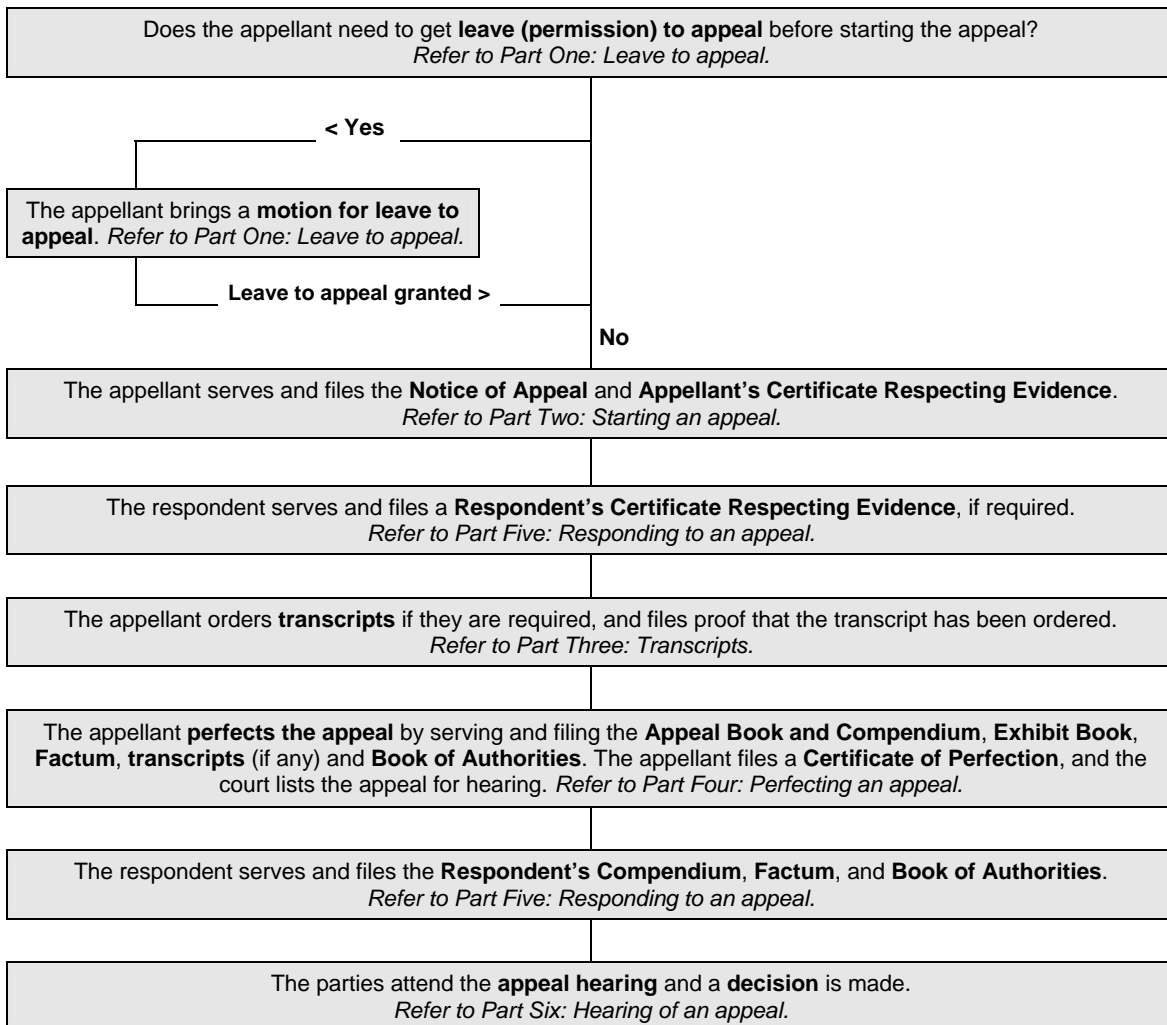 Does the appellant need to get leave (permission) to appeal before starting the appeal?
Refer to Part One: Leave to appeal.
< Yes
The appellant brings a motion for leave to
appeal. Refer to Part One: Leave to appeal.
Leave to appeal granted >
No
The appellant serves and files the Notice of Appeal and Appellant’s Certificate Respecting Evidence.
Refer to Part Two: Starting an appeal.
The respondent serves and files a Respondent’s Certificate Respecting Evidence, if required.
Refer to Part Five: Responding to an appeal.
The appellant orders transcripts if they are required, and files proof that the transcript has been ordered.
Refer to Part Three: Transcripts.
The appellant perfects the appeal by serving and filing the Appeal Book and Compendium, Exhibit Book,
Factum, transcripts (if any) and Book of Authorities. The appellant files a Certificate of Perfection, and the
court lists the appeal for hearing. Refer to Part Four: Perfecting an appeal.
The respondent serves and files the Respondent’s Compendium, Factum, and Book of Authorities.
Refer to Part Five: Responding to an appeal.
The parties attend the appeal hearing and a decision is made.
Refer to Part Six: Hearing of an appeal.